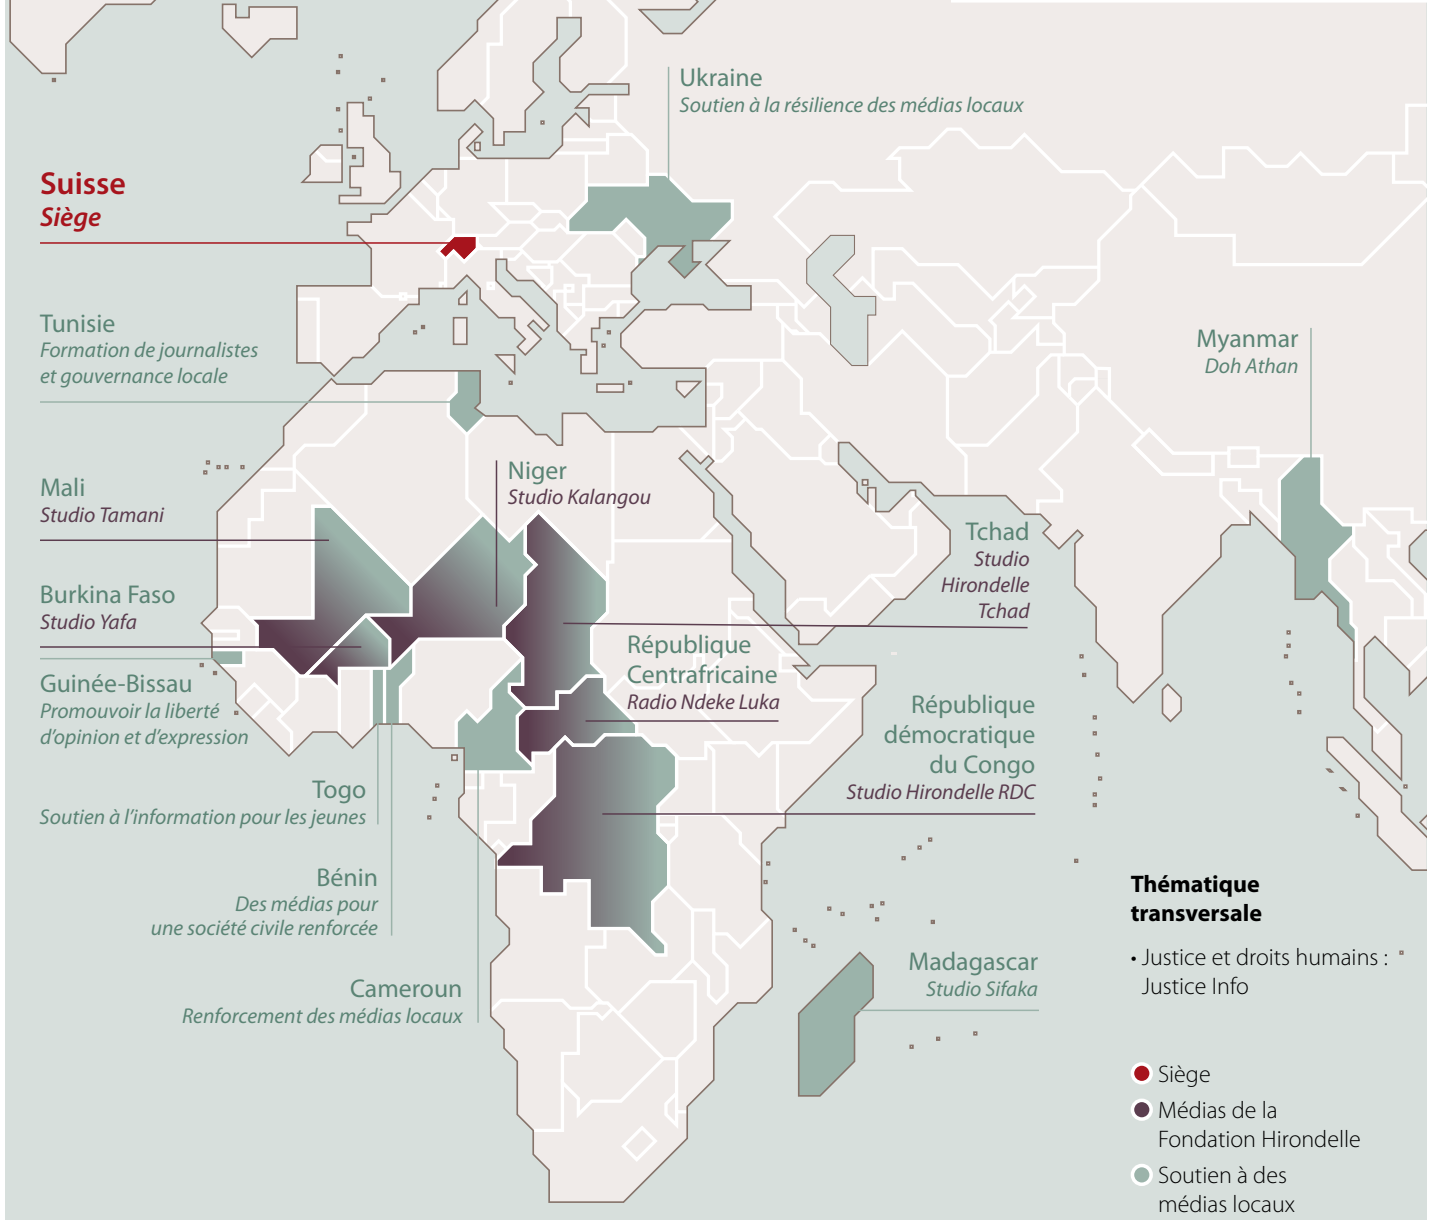 Ukraine
Soutien à la résilience des médias locaux
Suisse
Siège
Tunisie
Formation de journalistes
et gouvernance locale
Myanmar
Doh Athan
Mali
Studio Tamani
Niger
Studio Kalangou
Tchad
Studio
Hirondelle
Tchad
Burkina Faso
Studio Yafa
République
Centrafricaine
Radio Ndeke Luka
Guinée-Bissau
Promouvoir la liberté
d'opinion et d'expression
République
démocratique
du Congo
Studio Hirondelle RDC
Togo
Soutien à l'information pour les jeunes
Bénin
Des médias pour
une société civile renforcée
Cameroun
Renforcement des médias locaux
Madagascar
Studio Sifaka
Thématique
transversale
• Justice et droits humains :
Justice Info
Siège
Médias de la
Fondation Hirondelle
Soutien à des
médias locaux